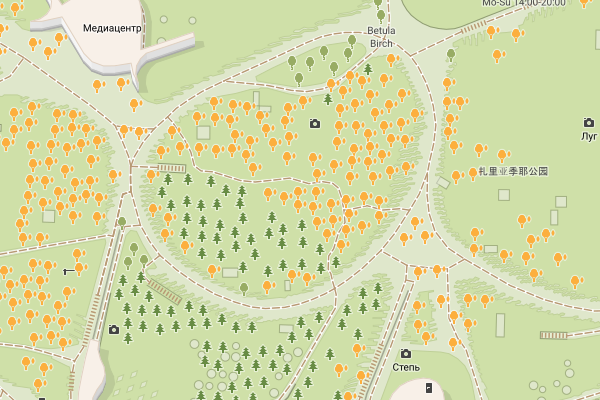 Mo-Su 14:00-20:00
Медиацентр
Betula
Birch
Луг
扎里亚季耶公园
Степь